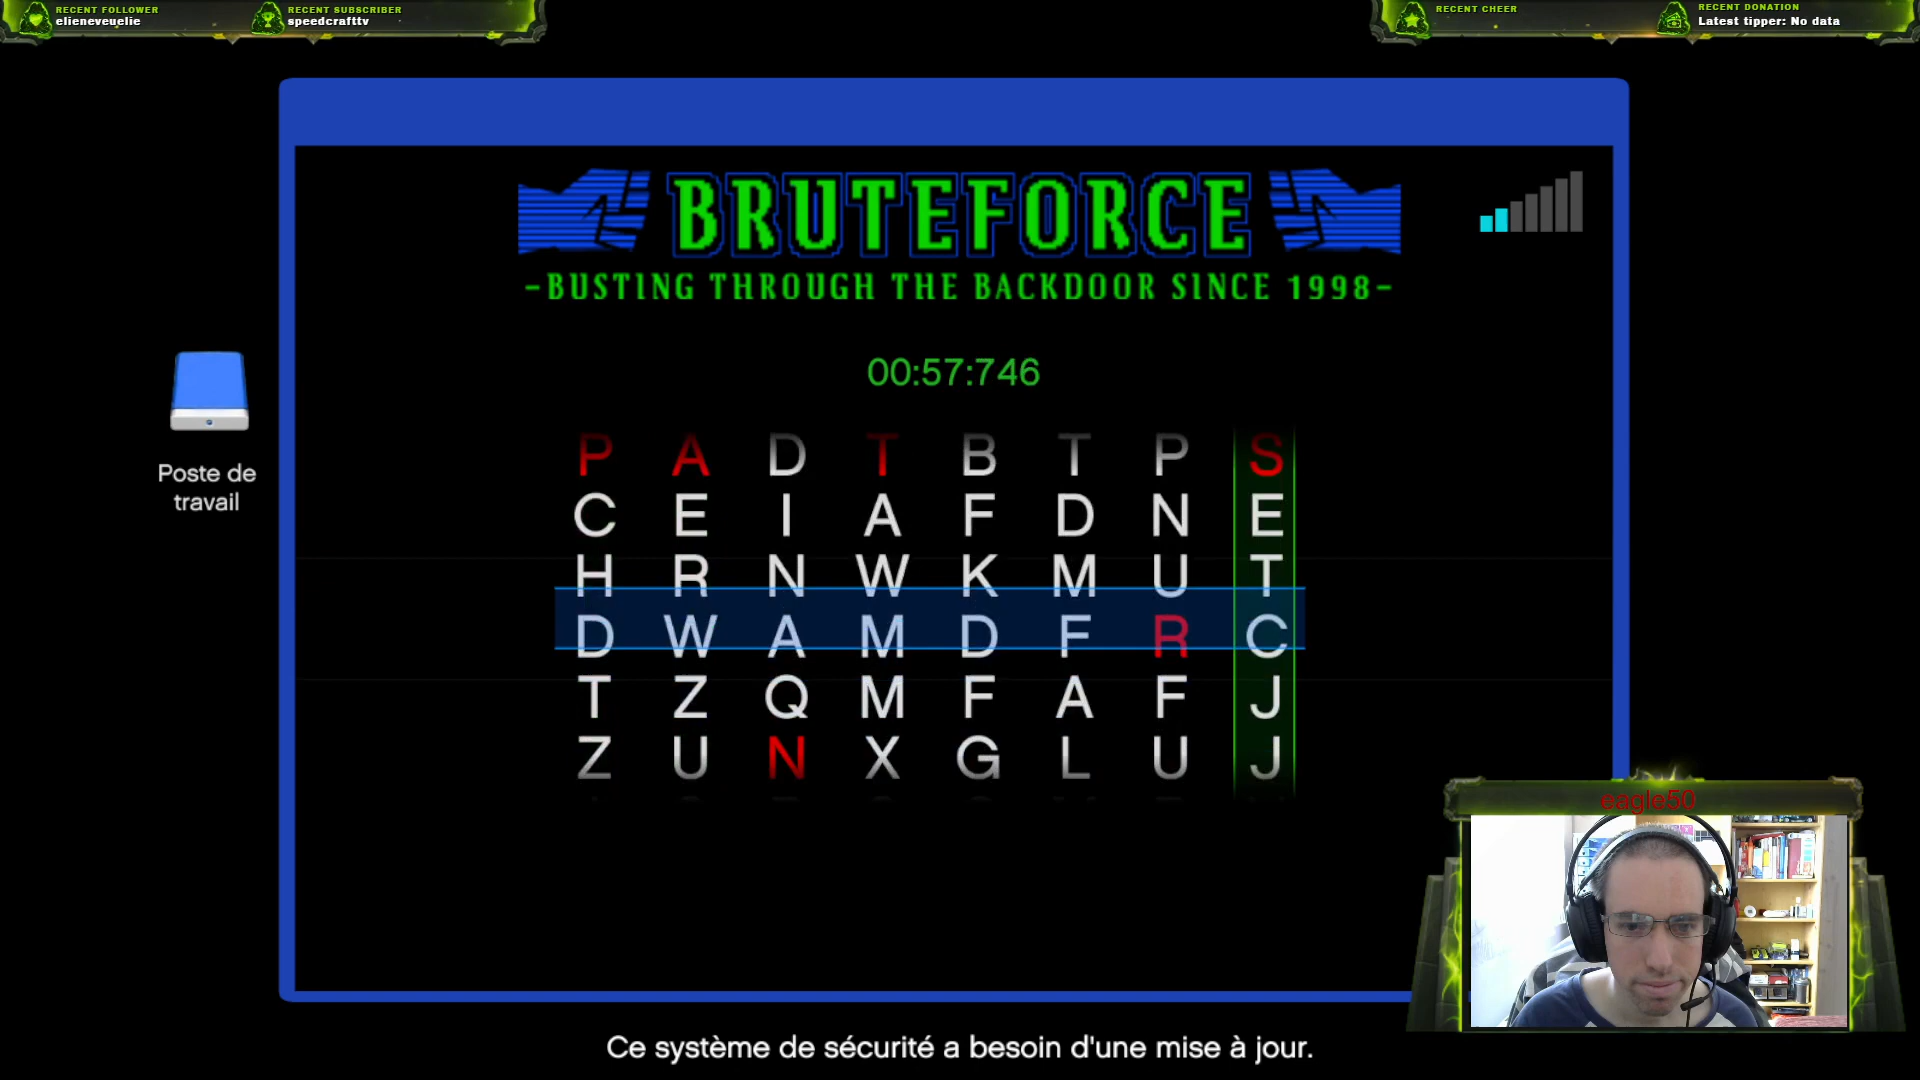 RECENT FOLLOWER
elieneveuelie
RECENT SUBSCRIBER
speedcrafttv
RECENT CHEER
RECENT DONATION
Latest tipper: No data
BRUTEFORCE
-BUSTING THROUGH THE BACKDOOR SINCE 1998-
00:57:746
Poste de
travail
P A D T B T P S
C E I A F D N E
H R N W K M U T
D W A M D F R C
T Z Q M F A F J
Z U N X G L U J
eagle50
Ce système de sécurité a besoin d'une mise à jour.